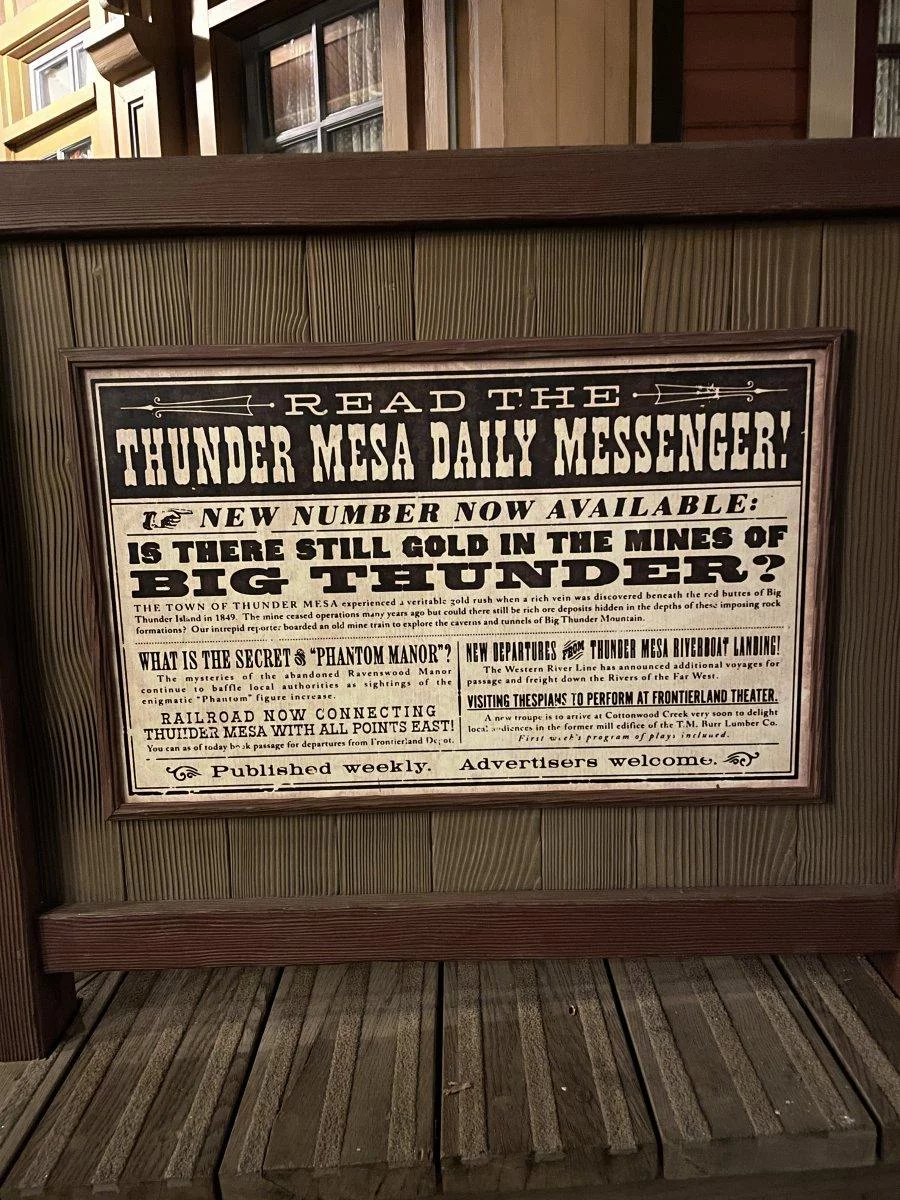 READ THE
THUNDER MESA DAILY MESSENGER!
NEW NUMBER NOW AVAILABLE:
IS THERE STILL GOLD IN THE MINES OF
BIG THUNDER?
THE TOWN OF THUNDER MESA experienced a veritable gold rush when a rich vein was discovered beneath the red buttes of Big
Thunder Island in 1849. The mine ceased operations many years ago but could there still be rich ore deposits hidden in the depths of these imposing rock
formations? Our intrepid reporter boarded an old mine train to explore the caverns and tunnels of Big Thunder Mountain.
WHAT IS THE SECRET OF "PHANTOM MANOR"?
The mysteries of the abandoned Ravenswood Manor
continue to baffle local authorities as sightings of the
enigmatic "Phantom" figure increase.
RAILROAD NOW CONNECTING
THUNDER MESA WITH ALL POINTS EAST!
You can as of today book passage for departures from Frontierland Depot.
NEW DEPARTURES FROM THUNDER MESA RIVERBOAT LANDING!
The Western River Line has announced additional voyages for
passage and freight down the Rivers of the Far West.
VISITING THESPIANS TO PERFORM AT FRONTIERLAND THEATER.
A new troupe is to arrive at Cottonwood Creek very soon to delight
local audiences in the former mill edifice of the T.M. Burr Lumber Co.
First week's program of plays included.
Published weekly. Advertisers welcome.